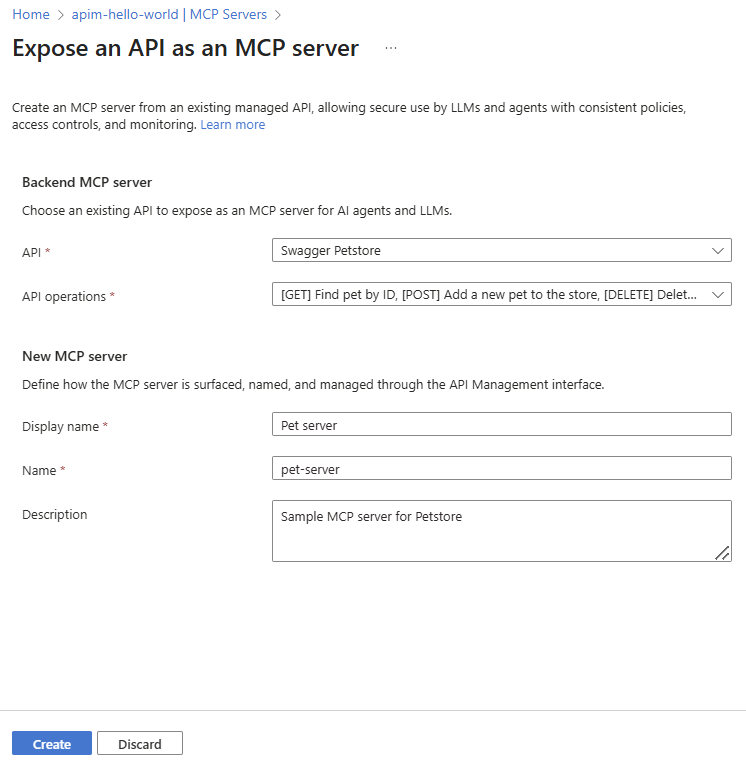 Home > apim-hello-world | MCP Servers >
Expose an API as an MCP server ...
Create an MCP server from an existing managed API, allowing secure use by LLMs and agents with consistent policies,
access controls, and monitoring. Learn more
Backend MCP server
Choose an existing API to expose as an MCP server for AI agents and LLMs.
API * Swagger Petstore
API operations * [GET] Find pet by ID, [POST] Add a new pet to the store, [DELETE] Delet...
New MCP server
Define how the MCP server is surfaced, named, and managed through the API Management interface.
Display name * Pet server
Name * pet-server
Description Sample MCP server for Petstore
Create Discard